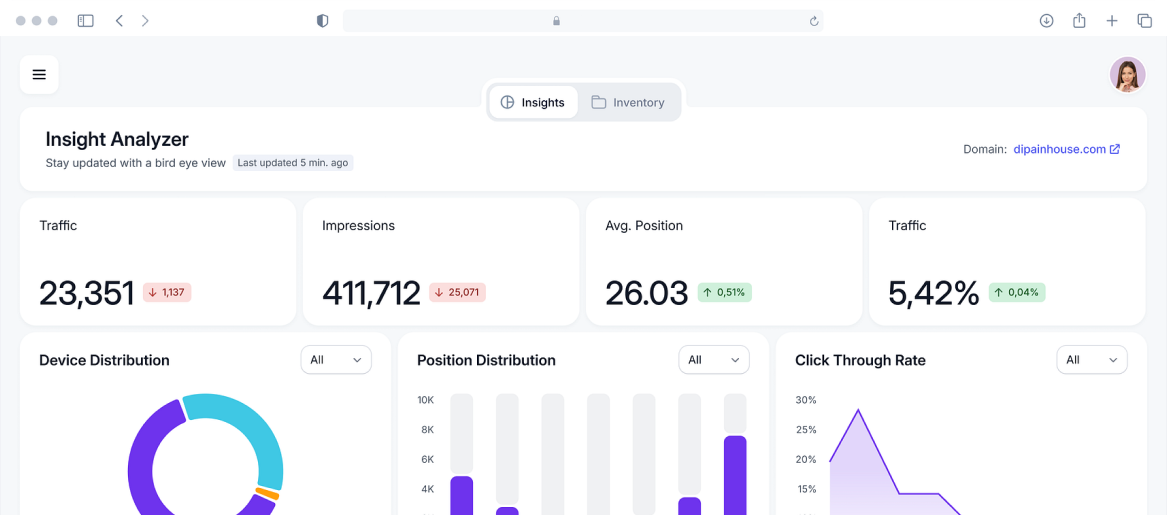 Insights
Inventory
Insight Analyzer
Stay updated with a bird eye view
Last updated 5 min. ago
Domain: dipainhouse.com
Traffic
23,351
1,137
Impressions
411,712
25,071
Avg. Position
26.03
0,51%
Traffic
5,42%
0,04%
Device Distribution
All
Position Distribution
All
10K
8K
6K
4K
Click Through Rate
All
30%
25%
20%
15%